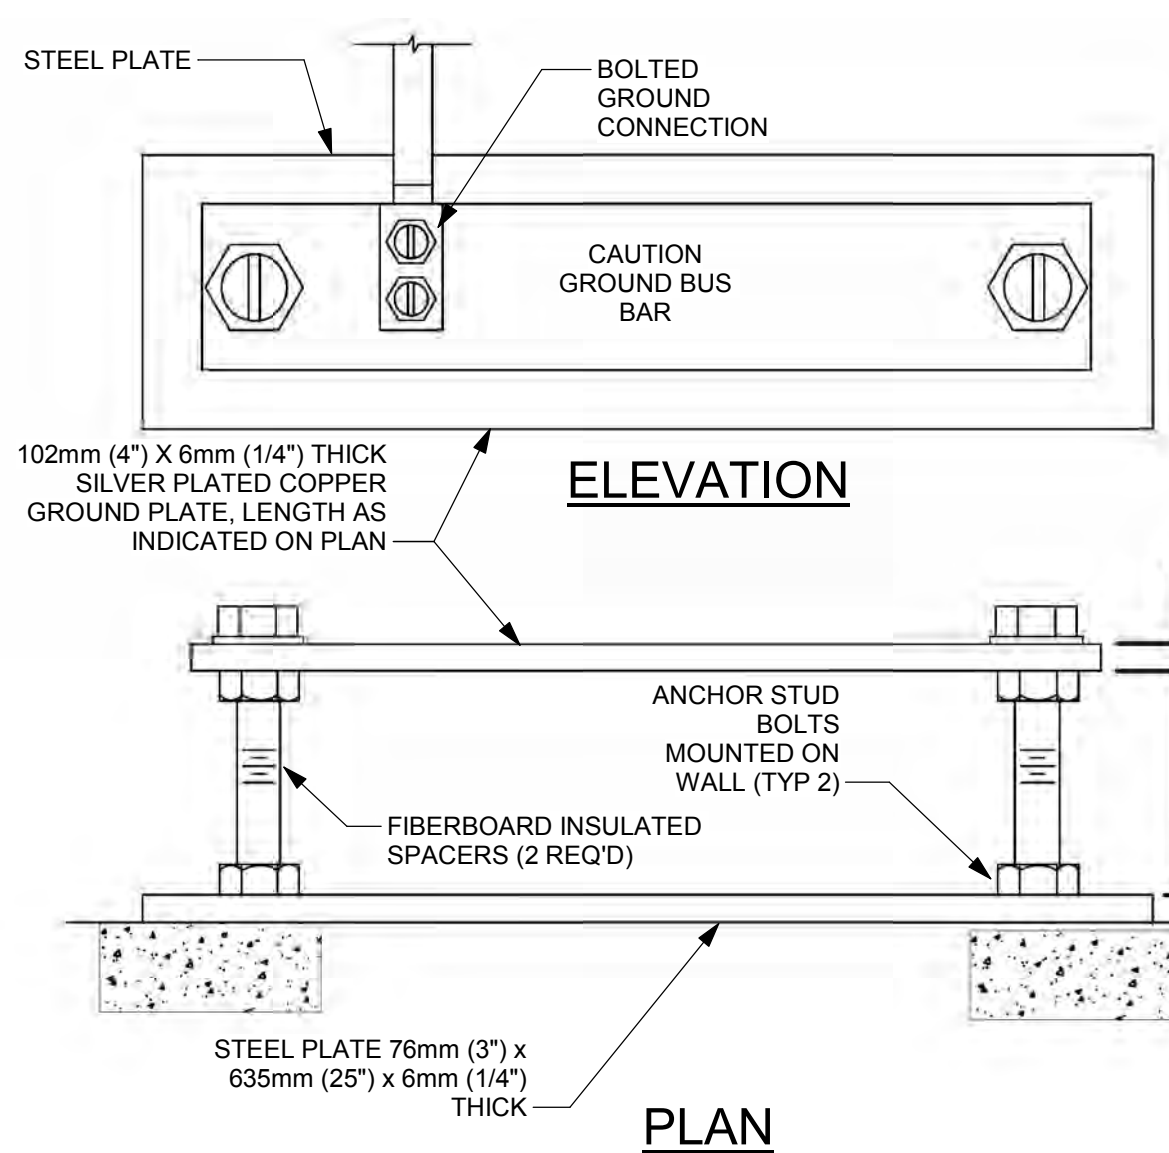 STEEL PLATE
BOLTED
GROUND
CONNECTION
CAUTION
GROUND BUS
BAR
102mm (4") X 6mm (1/4") THICK
SILVER PLATED COPPER
GROUND PLATE, LENGTH AS
INDICATED ON PLAN
ELEVATION
ANCHOR STUD
BOLTS
MOUNTED ON
WALL (TYP 2)
FIBERBOARD INSULATED
SPACERS (2 REQ'D)
STEEL PLATE 76mm (3") x
635mm (25") x 6mm (1/4")
THICK
PLAN